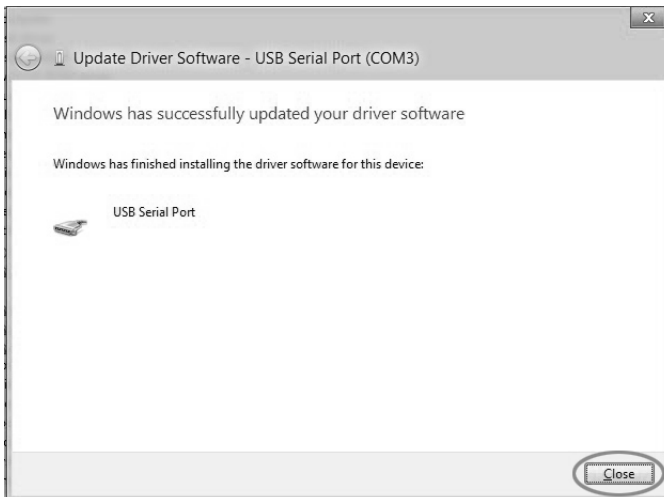 Update Driver Software - USB Serial Port (COM3)
Windows has successfully updated your driver software
Windows has finished installing the driver software for this device:
USB Serial Port
Close